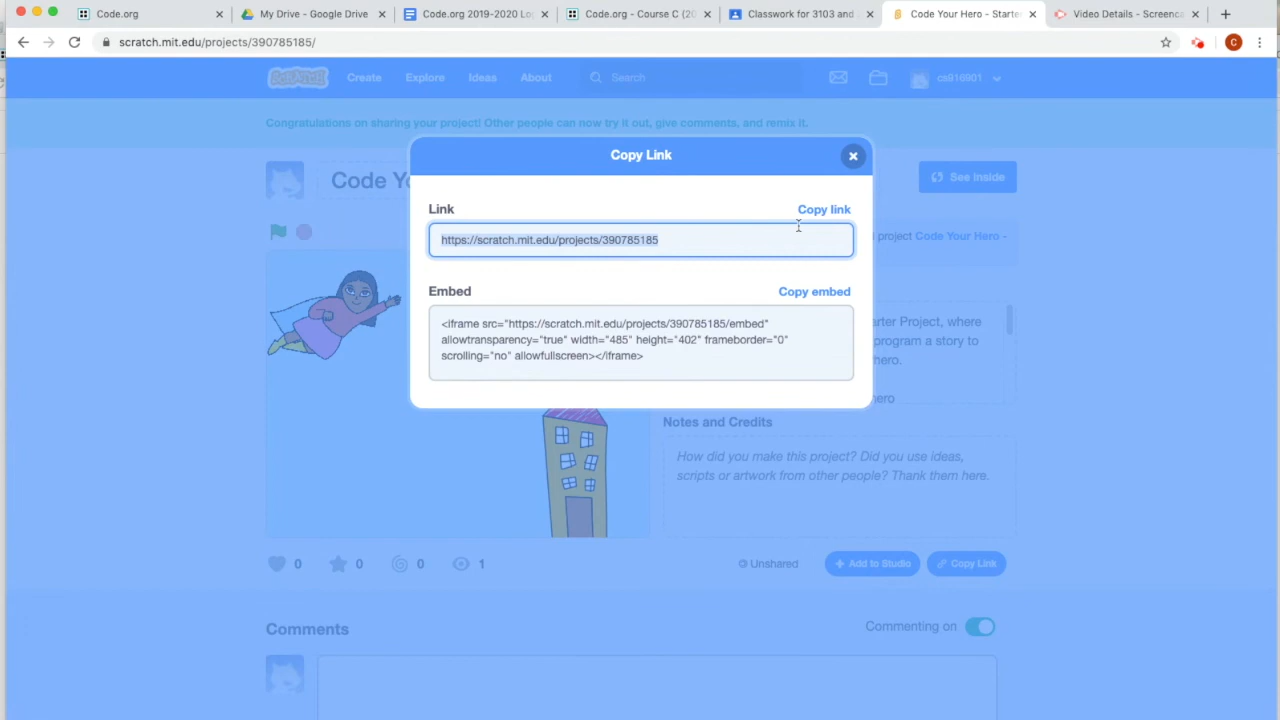 Code.org
My Drive - Google Drive
Code.org 2019-2020 Log
Code.org - Course C (20
Classwork for 3103 and
Code Your Hero - Starte
Video Details - Screenca
scratch.mit.edu/projects/390785185/
C
SCRATCH
Create
Explore
Ideas
About
Search
cs816901
Congratulations on sharing your project! Other people can now try it out, give comments, and remix it.
Copy Link
Code Yo
See inside
Link
Copy link
https://scratch.mit.edu/projects/390785185
l project Code Your Hero -
Embed
Copy embed
<iframe src="https://scratch.mit.edu/projects/390785185/embed"
allowtransparency="true" width="485" height="402" frameborder="0"
scrolling="no" allowfullscreen></iframe>
arter Project, where
program a story to
hero.
hero
Notes and Credits
How did you make this project? Did you use ideas,
scripts or artwork from other people? Thank them here.
0
0
0
1
Unshared
Add to Studio
Copy Link
Comments
Commenting on